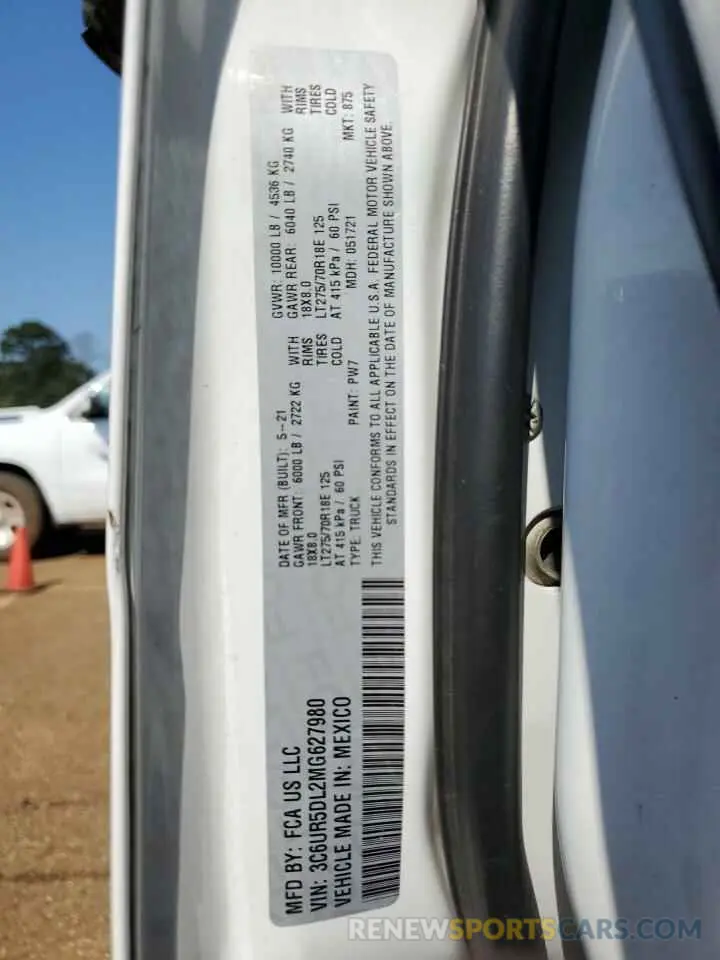 MFD BY: FCA US LLC
VIN: 3C6UR5DL2MG627980
VEHICLE MADE IN: MEXICO
DATE OF MFR (BUILT): 5-21
GAWR FRONT: 6000 LB / 2722 KG WITH
18X8.0 RIMS
LT275/70R18E 125 TIRES
AT 415 kPa / 60 PSI COLD
TYPE: TRUCK PAINT: PW7
GVWR: 10000 LB / 4536 KG
GAWR REAR: 6040 LB / 2740 KG WITH
18X8.0 RIMS
LT275/70R18E 125 TIRES
AT 415 kPa / 60 PSI COLD
MDH: 051721 MKT: 875
THIS VEHICLE CONFORMS TO ALL APPLICABLE U.S.A. FEDERAL MOTOR VEHICLE SAFETY
STANDARDS IN EFFECT ON THE DATE OF MANUFACTURE SHOWN ABOVE.
RENEWSPORTSCARS.COM